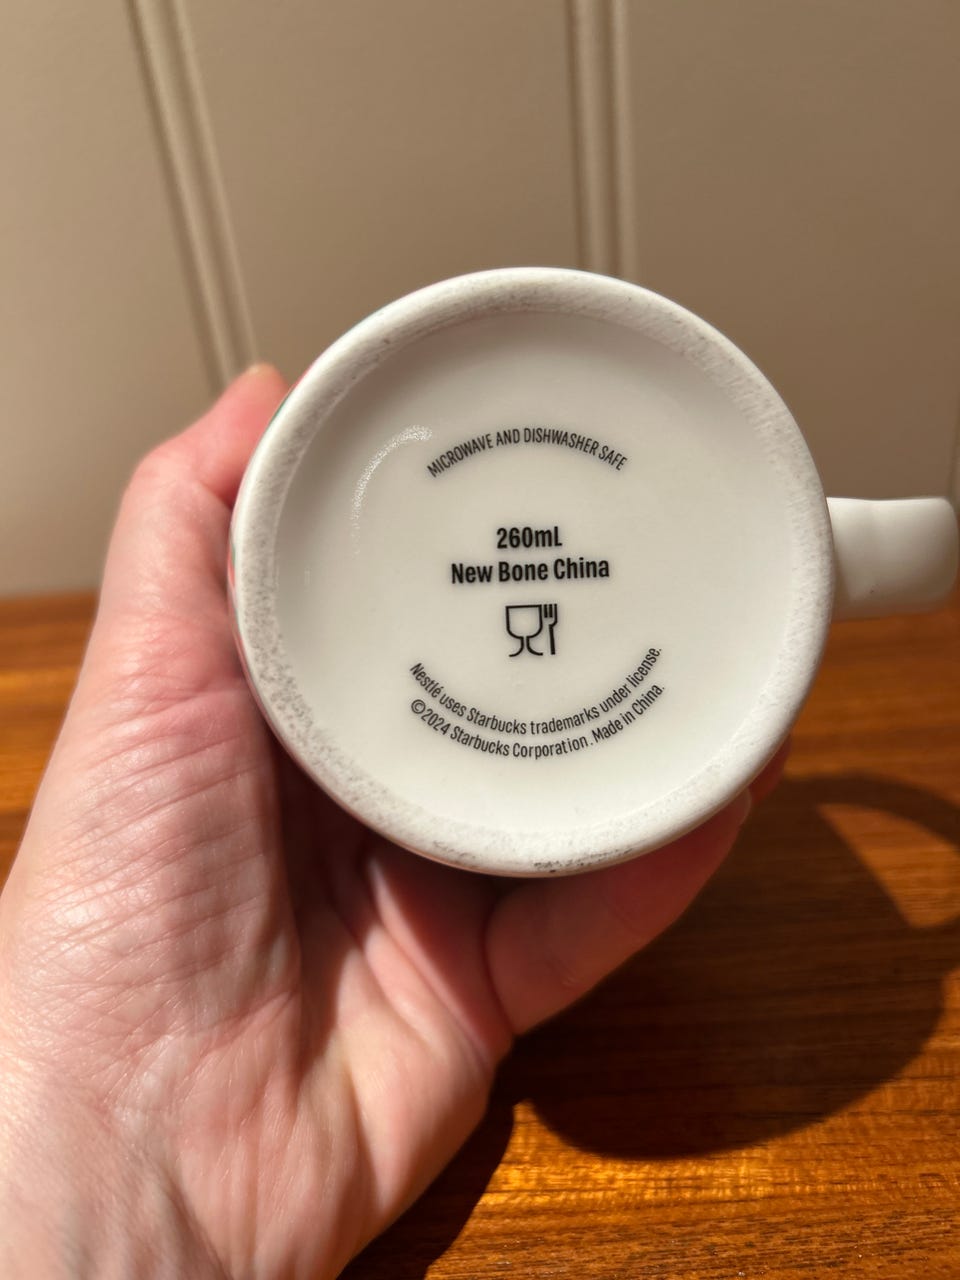 MICROWAVE AND DISHWASHER SAFE
260mL
New Bone China
Nestlé uses Starbucks trademarks under license.
©2024 Starbucks Corporation. Made in China.